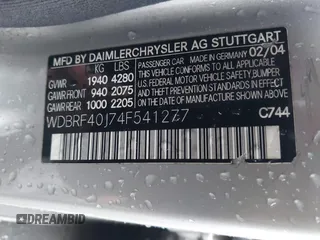 MFD. BY DAIMLERCHRYSLER AG STUTTGART
KG LBS
GVWR 1940 4280
GAWR FRONT 940 2075
GAWR REAR 1000 2205
PASSENGER CAR MADE IN GERMANY 02/04
THIS VEHICLE CONFORMS TO ALL APPLICABLE U.S.
FEDERAL MOTOR VEHICLE SAFETY, BUMPER,
AND THEFT PREVENTION STANDARDS
IN EFFECT ON THE DATE OF MANUFACTURE
SHOWN ABOVE.
WDBRF40J74F541277
C744
DREAMBID
DREAMBID